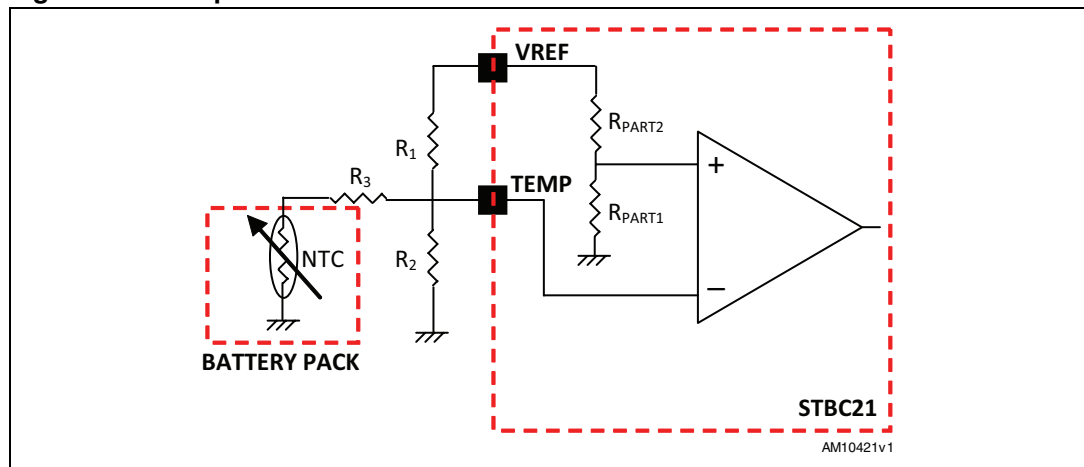 VREF
RPART2
R1
R3
TEMP
+
RPART1
NTC
R2
−
BATTERY PACK
STBC21
AM10421v1